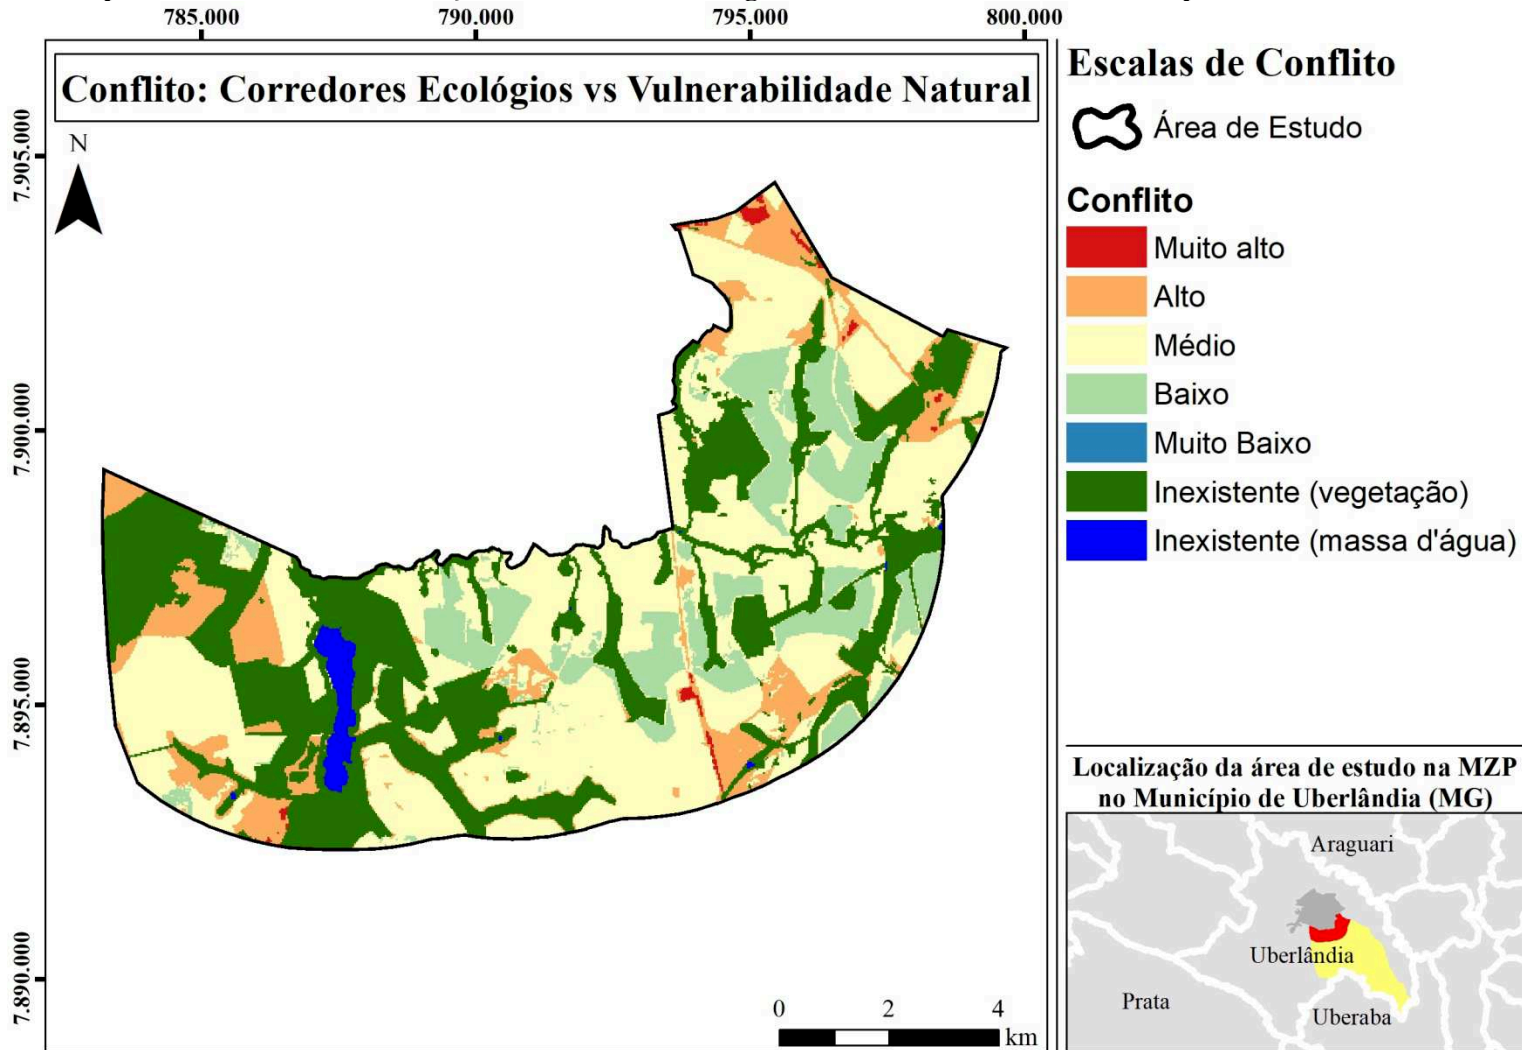 785.000
790.000
795.000
800.000
Conflito: Corredores Ecológios vs Vulnerabilidade Natural
N
7.905.000
7.900.000
7.895.000
7.890.000
0
2
4
km
Escalas de Conflito
Área de Estudo
Conflito
Muito alto
Alto
Médio
Baixo
Muito Baixo
Inexistente (vegetação)
Inexistente (massa d'água)
Localização da área de estudo na MZP
no Município de Uberlândia (MG)
Araguari
Uberlândia
Prata
Uberaba